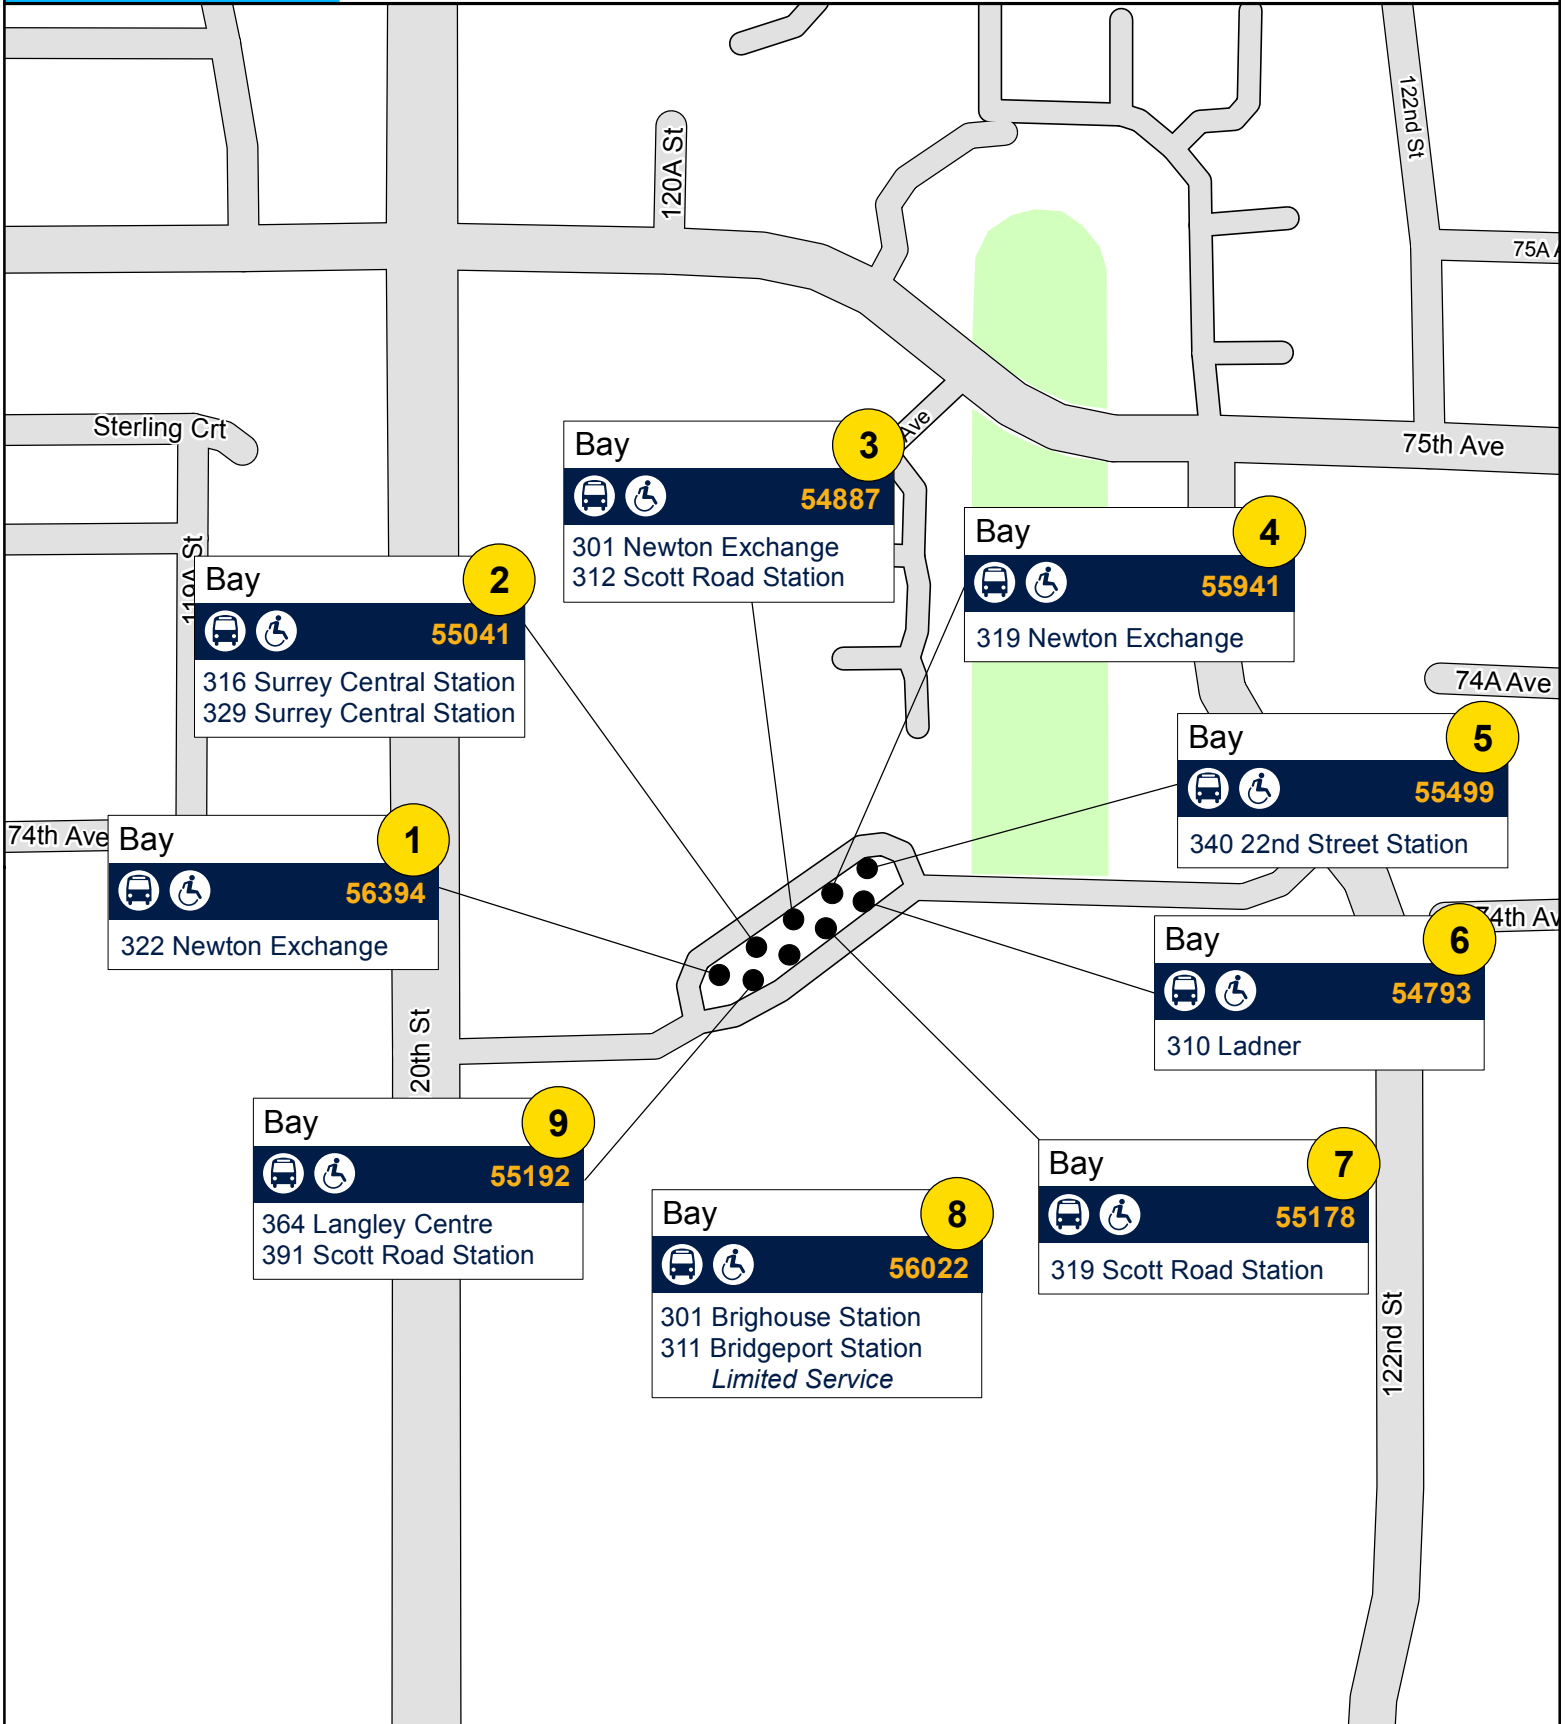 120A St
122nd St
75A
Sterling Crt
Ave
75th Ave
Bay 3
54887
301 Newton Exchange
312 Scott Road Station
Bay 4
55941
319 Newton Exchange
Bay 2
55041
316 Surrey Central Station
329 Surrey Central Station
74A Ave
Bay 5
55499
340 22nd Street Station
74th Ave
Bay 1
56394
322 Newton Exchange
74th Av
Bay 6
54793
310 Ladner
20th St
Bay 9
55192
364 Langley Centre
391 Scott Road Station
Bay 7
55178
319 Scott Road Station
Bay 8
56022
301 Brighouse Station
311 Bridgeport Station
Limited Service
122nd St